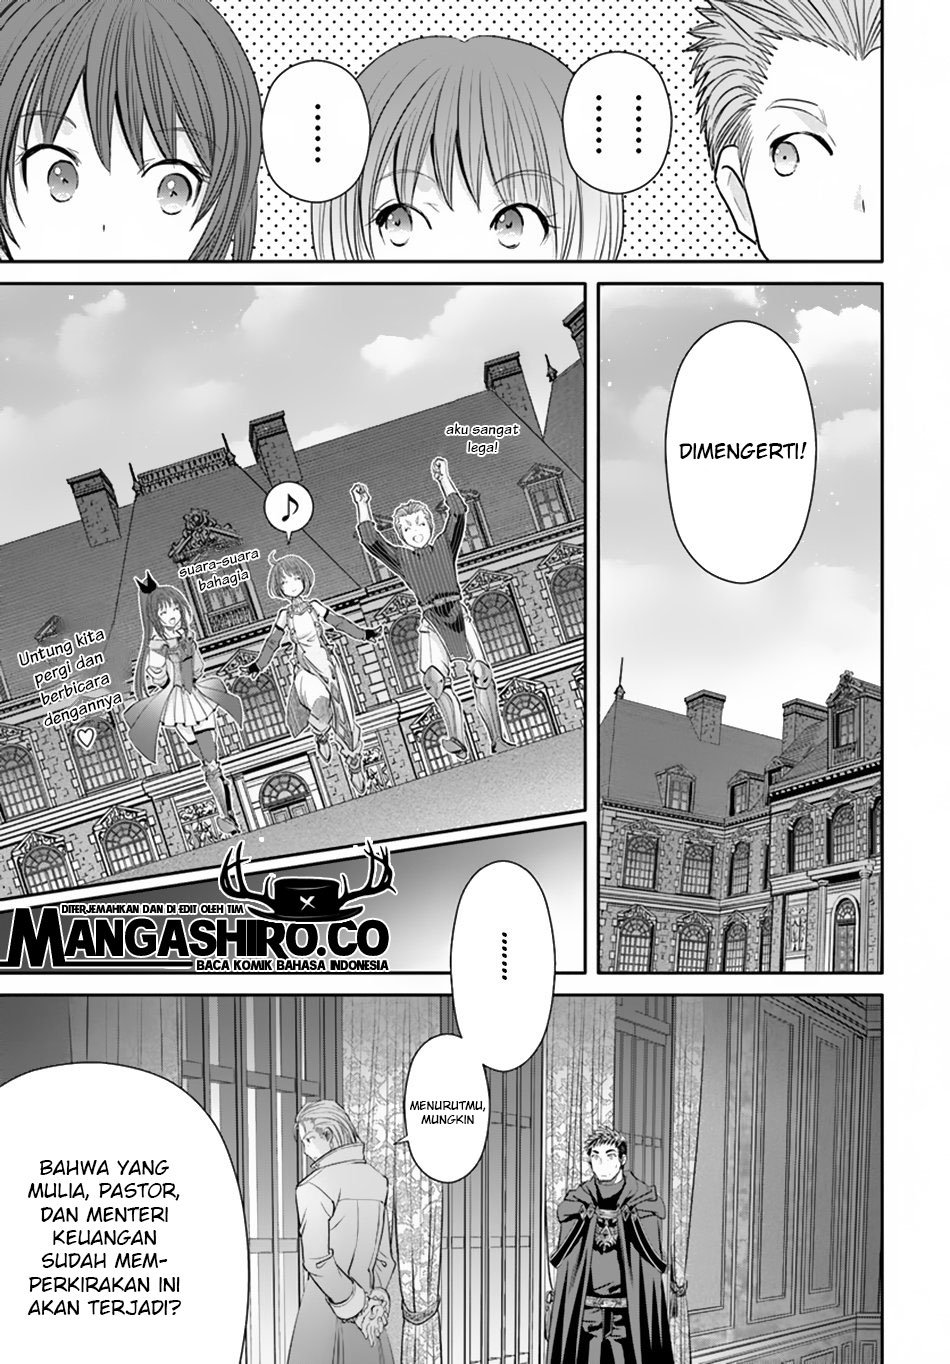 DIMENGERTI!
aku sangat
lega!
suara-suara
bahagia
Untung kita
pergi dan
berbicara
dengannya
DITERJEMAHKAN DAN DI EDIT OLEH TIM
MANGASHIRO.CO
BACA KOMIK BAHASA INDONESIA
MENURUTMU,
MUNGKIN
BAHWA YANG
MULIA, PASTOR,
DAN MENTERI
KEUANGAN
SUDAH MEM-
PERKIRAKAN INI
AKAN TERJADI?